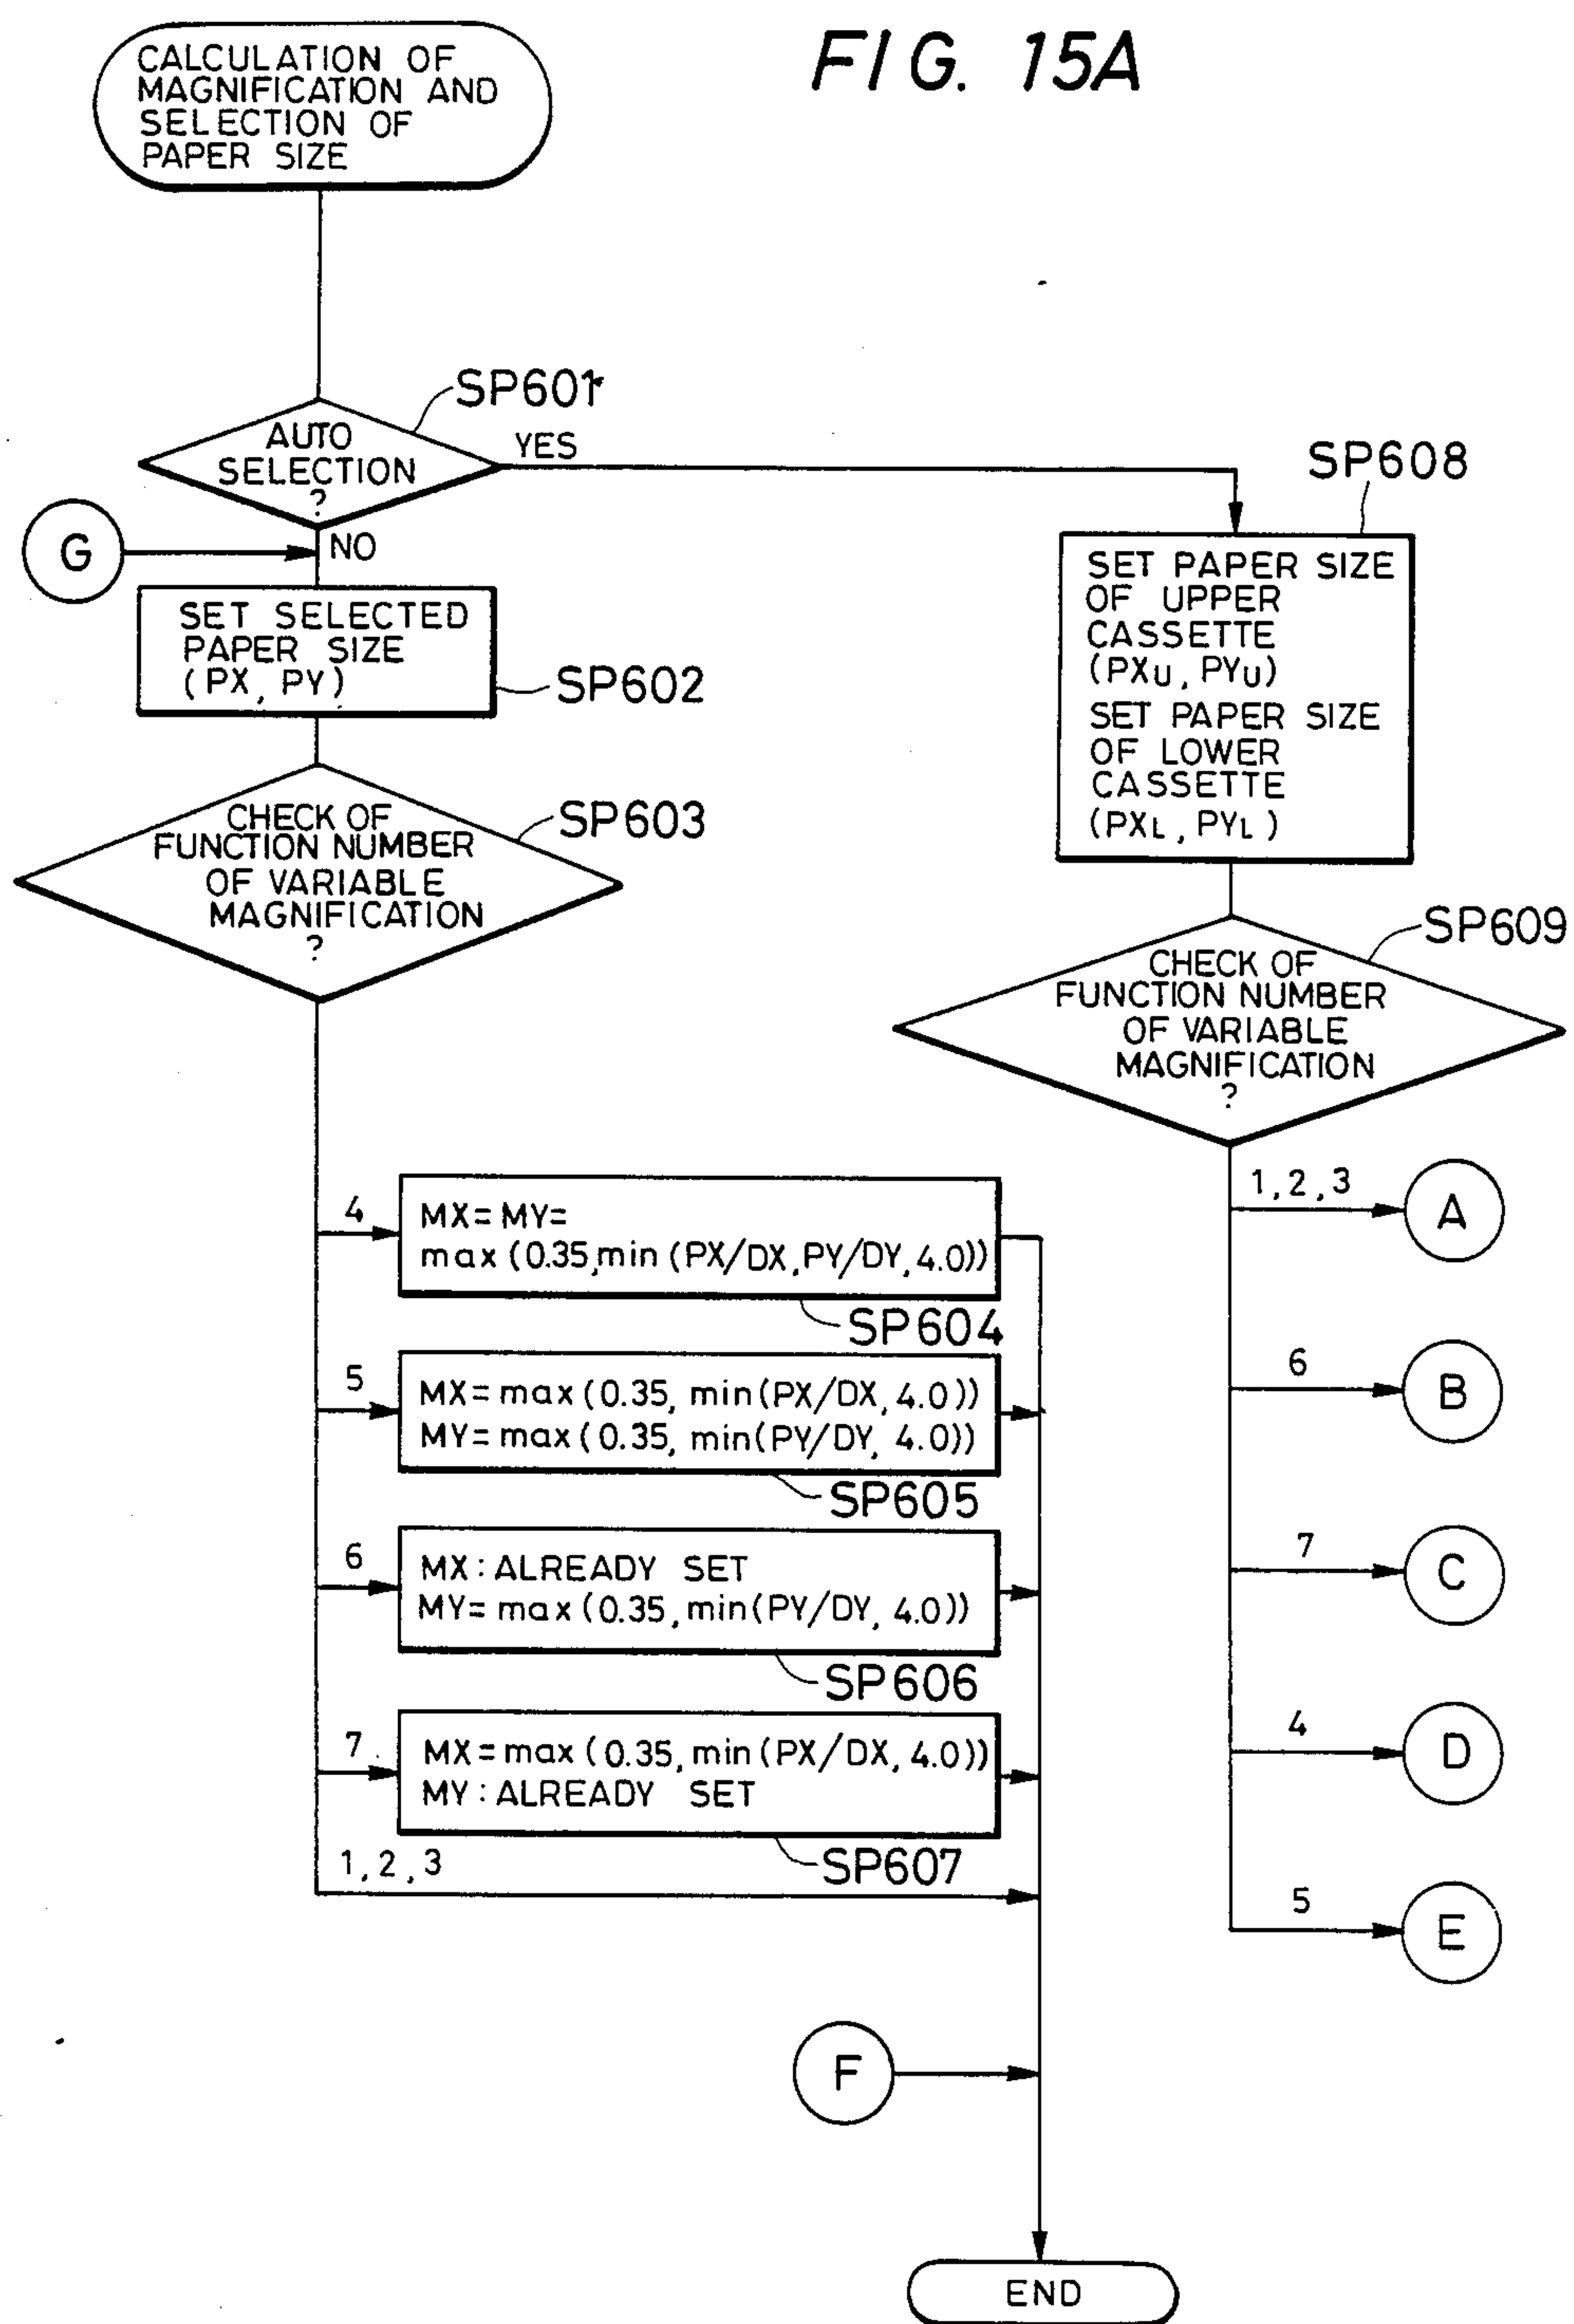 FIG. 15A
CALCULATION OF
MAGNIFICATION AND
SELECTION OF
PAPER SIZE
SP601
AUTO
SELECTION
?
YES
NO
G
SET SELECTED
PAPER SIZE
(PX, PY)
SP602
CHECK OF
FUNCTION NUMBER
OF VARIABLE
MAGNIFICATION
?
SP603
4
MX=MY=
max(0.35,min(PX/DX,PY/DY,4.0))
SP604
5
MX=max(0.35, min(PX/DX,4.0))
MY=max(0.35, min(PY/DY, 4.0))
SP605
6
MX:ALREADY SET
MY=max(0.35,min(PY/DY, 4.0))
SP606
7
MX=max(0.35,min(PX/DX,4.0))
MY:ALREADY SET
SP607
1,2,3
F
END
SP608
SET PAPER SIZE
OF UPPER
CASSETTE
(PXU, PYU)
SET PAPER SIZE
OF LOWER
CASSETTE
(PXL, PYL)
SP609
CHECK OF
FUNCTION NUMBER
OF VARIABLE
MAGNIFICATION
?
1,2,3
A
6
B
7
C
4
D
5
E